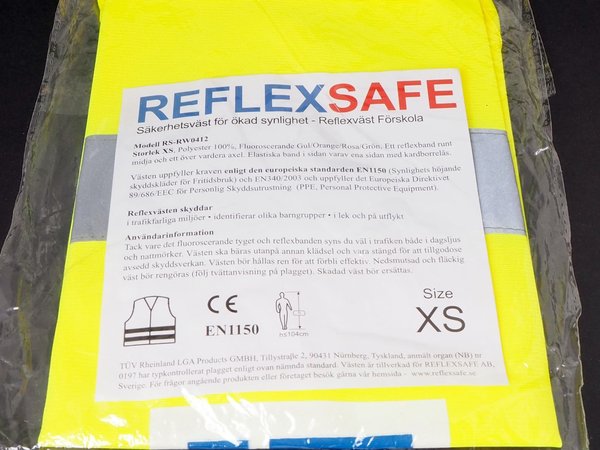 REFLEXSAFE
Säkerhetsväst för ökad synlighet - Reflexväst Förskola
Modell RS-RW0412
Storlek XS, Polyester 100%, Fluoroscerande Gul/Orange/Rosa/Grön. Ett reflexband runt
midja och ett över vardera axel. Elastiska band i sidan varav ena sidan med kardborrelås.
Västen uppfyller kraven enligt den europeiska standarden EN1150 (Synlighets höjande
skyddskläder för Fritidsbruk) och EN340/2003 och uppfyller det Europeiska Direktivet
89/686/EEC för Personlig Skyddsutrustning (PPE, Personal Protective Equipment).
Reflexvästen skyddar
i trafikfarliga miljöer • identifierar olika barngrupper • i lek och på utflykt
Användarinformation
Tack vare det fluoroscerande tyget och reflexbanden syns du väl i trafiken både i dagsljus
och nattmörker. Västen ska bäras utanpå annan klädsel och vara stängd för att tillgodose
avsedd skyddsverkan. Västen bör hållas ren för att förbli effektiv. Nedsmutsad och fläckig
väst bör rengöras (följ tvättanvisning på plagget). Skadad väst bör ersättas.
CE
EN1150
h≤104cm
Size
XS
TÜV Rheinland LGA Products GMBH, Tillystraße 2, 90431 Nürnberg, Tyskland, anmält organ (NB) nr
0197 har typkontrollerat plagget enligt ovan nämnda standard. Västen är tillverkad för REFLEXSAFE AB,
Sverige. För frågor angående produkten eller företaget besök gärna vår hemsida - www.reflexsafe.se